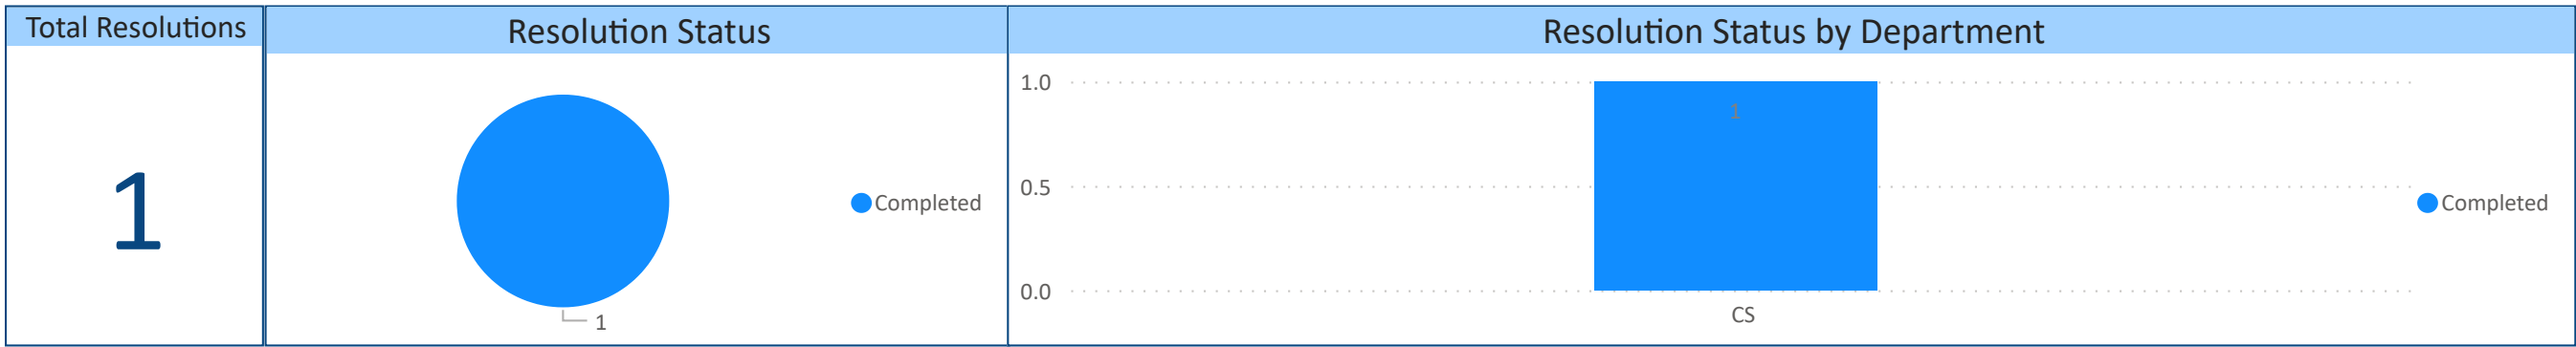 Total Resolutions
1
Resolution Status
1
Completed
Resolution Status by Department
1.0
0.5
0.0
1
CS
Completed